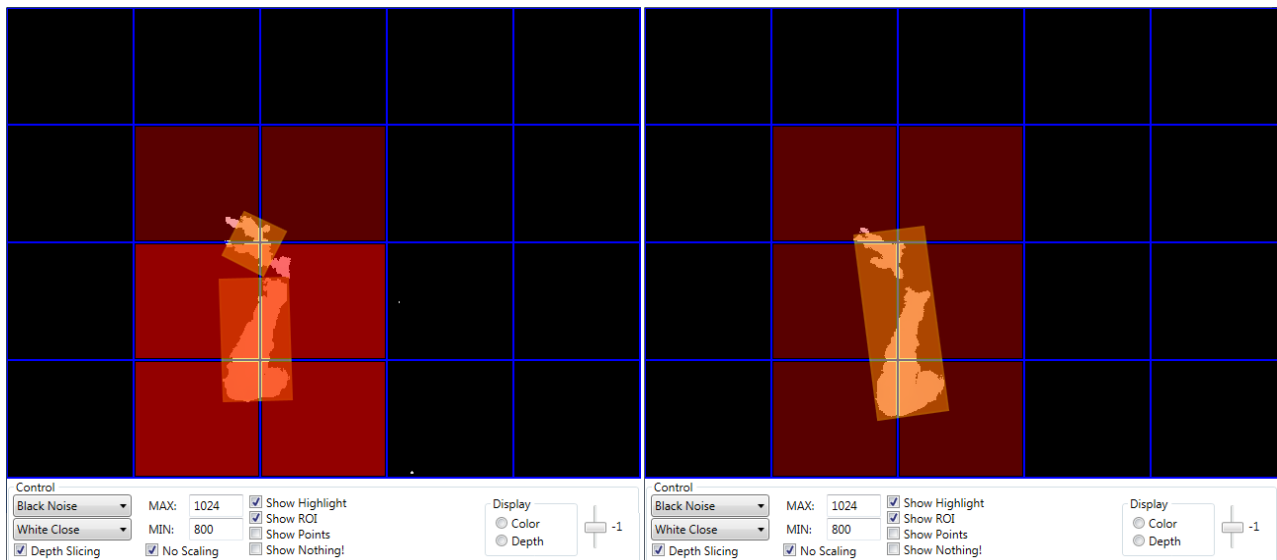 Control
Black Noise MAX: 1024 Show Highlight Display
White Close MIN: 800 Show ROI Color -1
Depth Slicing No Scaling Show Points Depth
Show Nothing!
Control
Black Noise MAX: 1024 Show Highlight Display
White Close MIN: 800 Show ROI Color -1
Depth Slicing No Scaling Show Points Depth
Show Nothing!